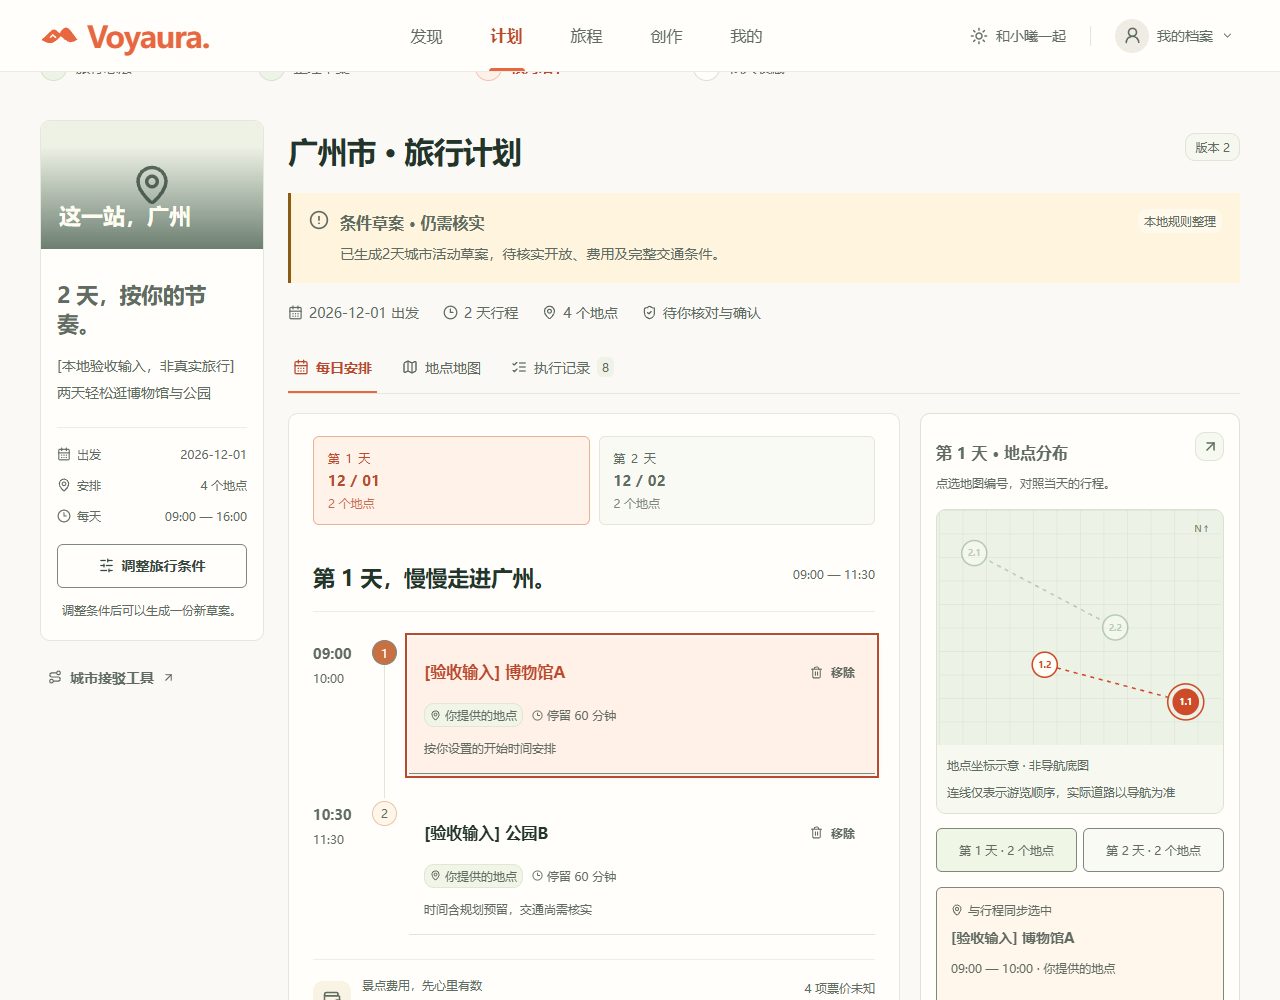 Voyaura.
发现
计划
旅程
创作
我的
和小曦一起
我的档案
广州市 • 旅行计划
版本 2
这一站，广州
条件草案 • 仍需核实
本地规则整理
已生成2天城市活动草案，待核实开放、费用及完整交通条件。
2 天，按你的节
奏。
2026-12-01 出发
2 天行程
4 个地点
待你核对与确认
[本地验收输入，非真实旅行]
两天轻松逛博物馆与公园
每日安排
地点地图
执行记录 8
出发 2026-12-01
安排 4 个地点
每天 09:00 — 16:00
调整旅行条件
调整条件后可以生成一份新草案。
城市接驳工具
第 1 天
12 / 01
2 个地点
第 2 天
12 / 02
2 个地点
第 1 天，慢慢走进广州。
09:00 — 11:30
09:00
10:00
1
[验收输入] 博物馆A
移除
你提供的地点
停留 60 分钟
按你设置的开始时间安排
10:30
11:30
2
[验收输入] 公园B
移除
你提供的地点
停留 60 分钟
时间含规划预留，交通尚需核实
景点费用，先心里有数
4 项票价未知
第 1 天 • 地点分布
点选地图编号，对照当天的行程。
N↑
2.1
2.2
1.2
1.1
地点坐标示意 · 非导航底图
连线仅表示游览顺序，实际道路以导航为准
第 1 天 · 2 个地点
第 2 天 · 2 个地点
与行程同步选中
[验收输入] 博物馆A
09:00 — 10:00 · 你提供的地点